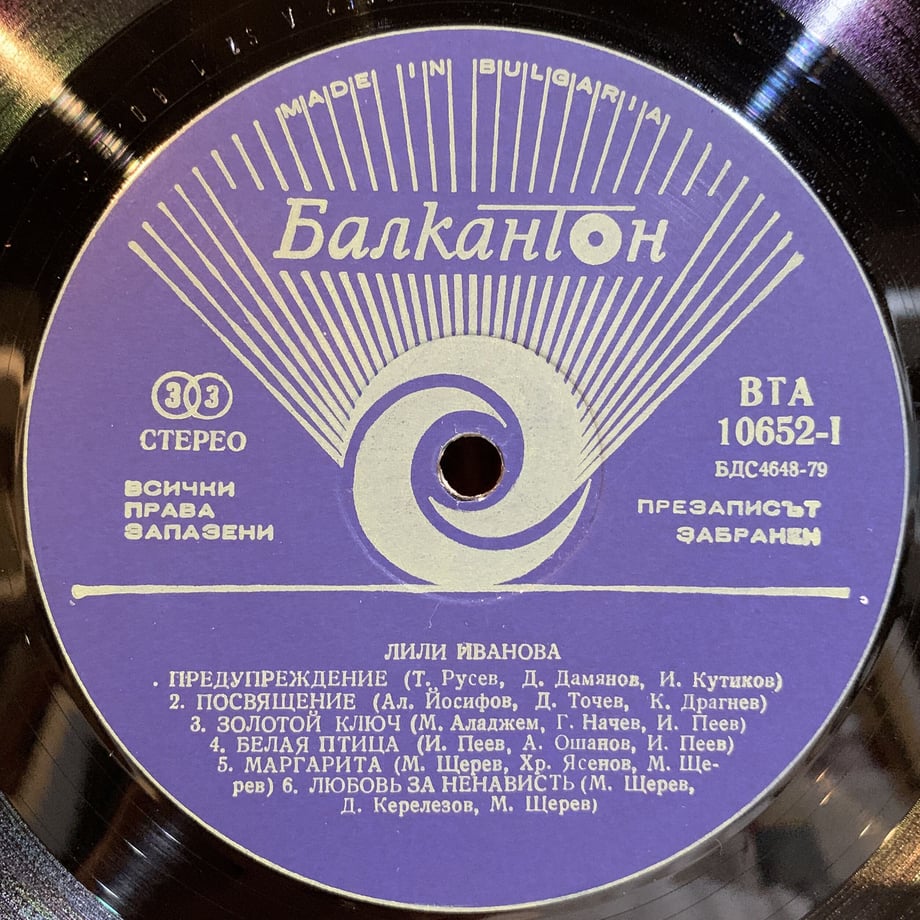 MADE IN BULGARIA
Балкантон
33
СТЕРЕО
ВСИЧКИ
ПРАВА
ЗАПАЗЕНИ
ВТА
10652-I
БДС4648-79
ПРЕЗАПИСЪТ
ЗАБРАНЕН
ЛИЛИ ИВАНОВА
. ПРЕДУПРЕЖДЕНИЕ (Т. Русев, Д. Дамянов, И. Кутиков)
2. ПОСВЯЩЕНИЕ (Ал. Йосифов, Д. Точев, К. Драгнев)
3. ЗОЛОТОЙ КЛЮЧ (М. Аладжем, Г. Начев, И. Пеев)
4. БЕЛАЯ ПТИЦА (И. Пеев, А. Ошанов, И. Пеев)
5. МАРГАРИТА (М. Щерев, Хр. Ясенов, М. Ще-
рев) 6. ЛЮБОВЬ ЗА НЕНАВИСТЬ (М. Щерев,
Д. Керелезов, М. Щерев)